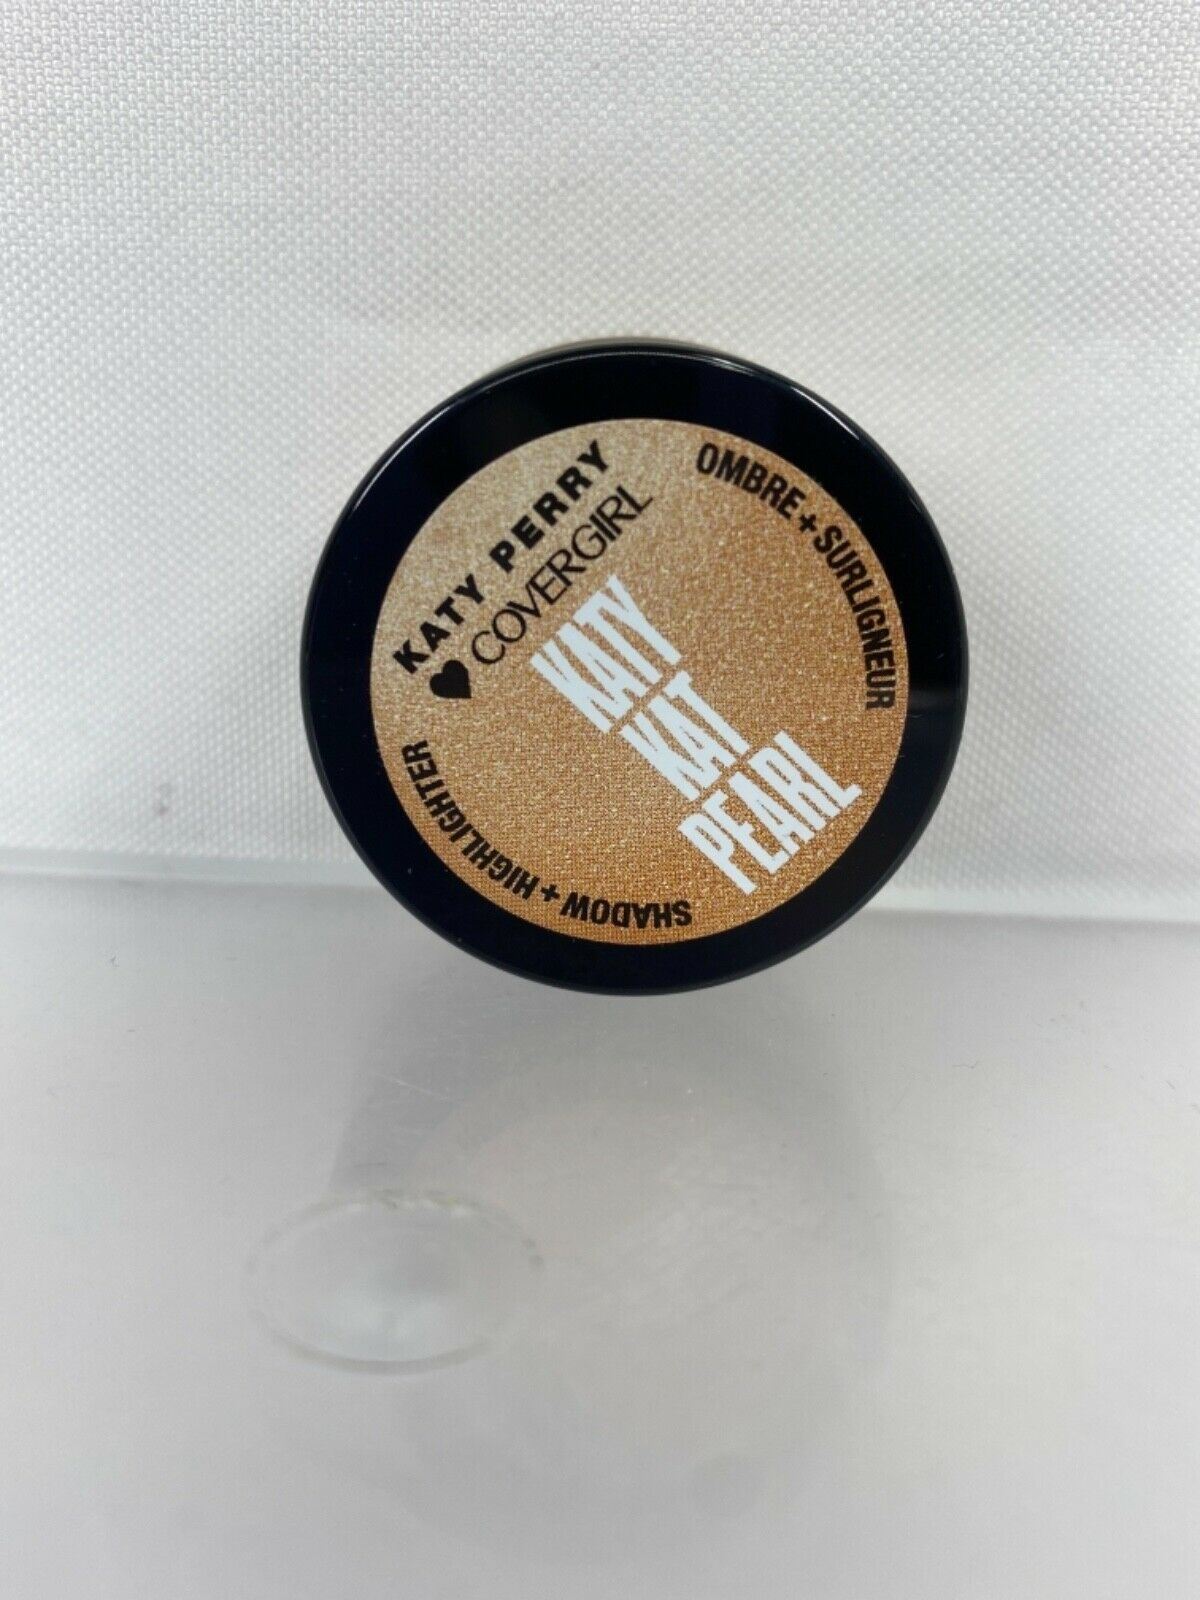 KATY PERRY
♥ COVERGIRL
KATY
KAT
PEARL
OMBRE + SURLIGNEUR
SHADOW + HIGHLIGHTER